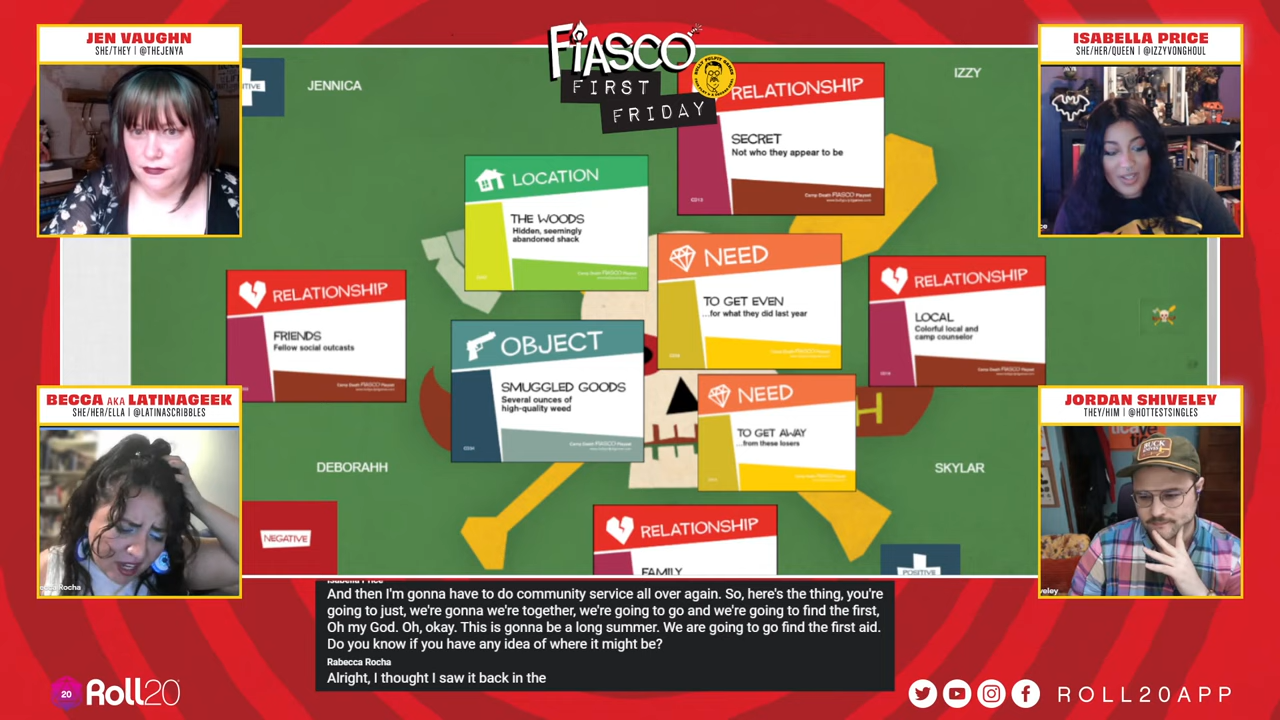 JEN VAUGHN
SHE/THEY | @THEJENYA
FIASCO
FIRST
FRIDAY
ISABELLA PRICE
SHE/HER/QUEEN | @IZZYVONGHOUL
JENNICA
IZZY
RELATIONSHIP
SECRET
Not who they appear to be
LOCATION
THE WOODS
Hidden, seemingly
abandoned shack
NEED
TO GET EVEN
...for what they did last year
RELATIONSHIP
FRIENDS
Fellow social outcasts
RELATIONSHIP
LOCAL
Colorful local and
camp counselor
OBJECT
SMUGGLED GOODS
Several ounces of
high-quality weed
NEED
TO GET AWAY
...from these losers
BECCA AKA LATINAGEEK
SHE/HER/ELLA | @LATINASCRIBBLES
JORDAN SHIVELEY
THEY/HIM | @HOTTESTSINGLES
BUCK
DEBORAHH
SKYLAR
NEGATIVE
RELATIONSHIP
FAMILY
POSITIVE
Isabella Price
And then I'm gonna have to do community service all over again. So, here's the thing, you're
going to just, we're gonna we're together, we're going to go and we're going to find the first,
Oh my God. Oh, okay. This is gonna be a long summer. We are going to go find the first aid.
Do you know if you have any idea of where it might be?
Rabecca Rocha
Alright, I thought I saw it back in the
20 Roll20
ROLL20APP